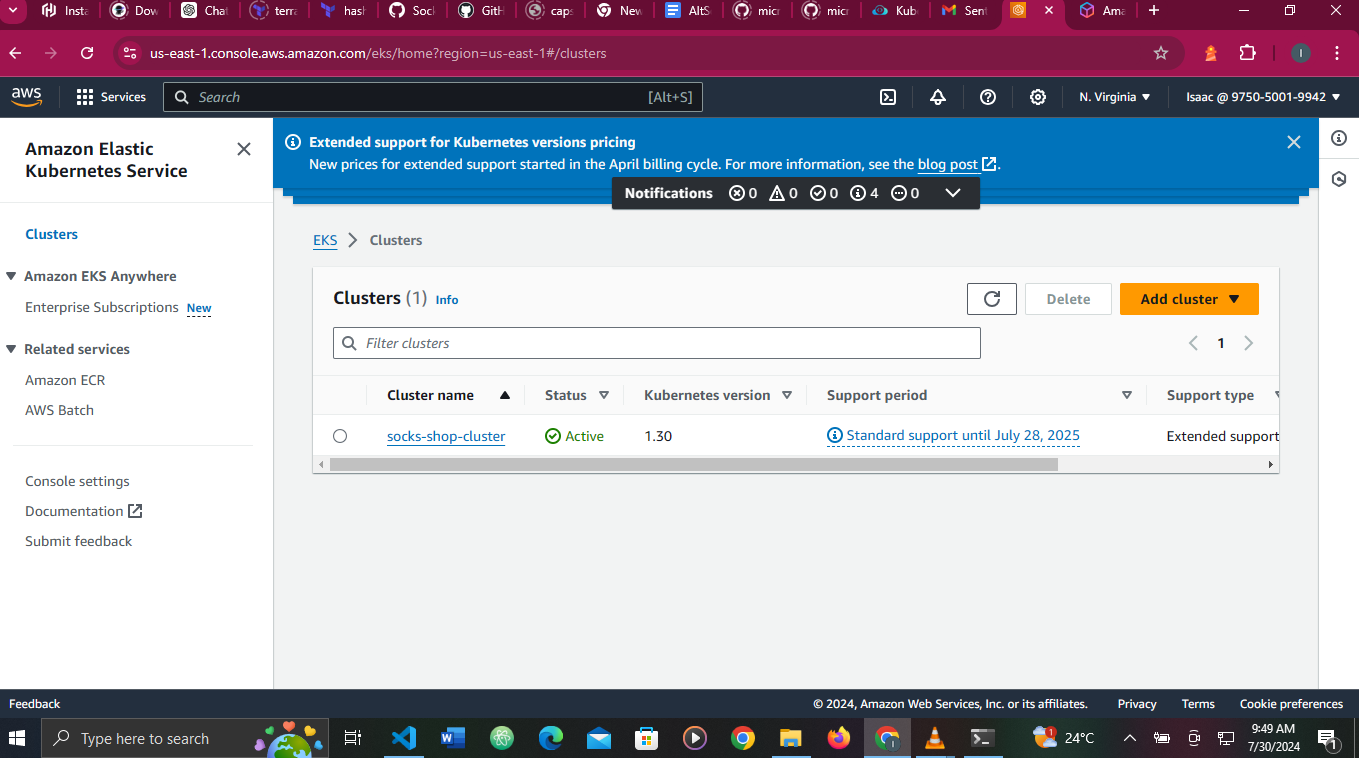 Insta
Dow
Chat
terra
hash
Sock
GitH
caps
New
AltSc
micr
micr
Kub
Sent
Ama
us-east-1.console.aws.amazon.com/eks/home?region=us-east-1#/clusters
I
aws
Services
Search
[Alt+S]
N. Virginia
Isaac @ 9750-5001-9942
Amazon Elastic
Kubernetes Service
Clusters
Amazon EKS Anywhere
Enterprise Subscriptions New
Related services
Amazon ECR
AWS Batch
Console settings
Documentation
Submit feedback
Extended support for Kubernetes versions pricing
New prices for extended support started in the April billing cycle. For more information, see the blog post.
Notifications 0 0 0 4 0
EKS Clusters
Clusters (1) Info
Delete
Add cluster
Filter clusters
1
Cluster name Status Kubernetes version Support period Support type
socks-shop-cluster Active 1.30 Standard support until July 28, 2025 Extended support
Feedback
© 2024, Amazon Web Services, Inc. or its affiliates. Privacy Terms Cookie preferences
Type here to search
1
24°C
9:49 AM
7/30/2024
1